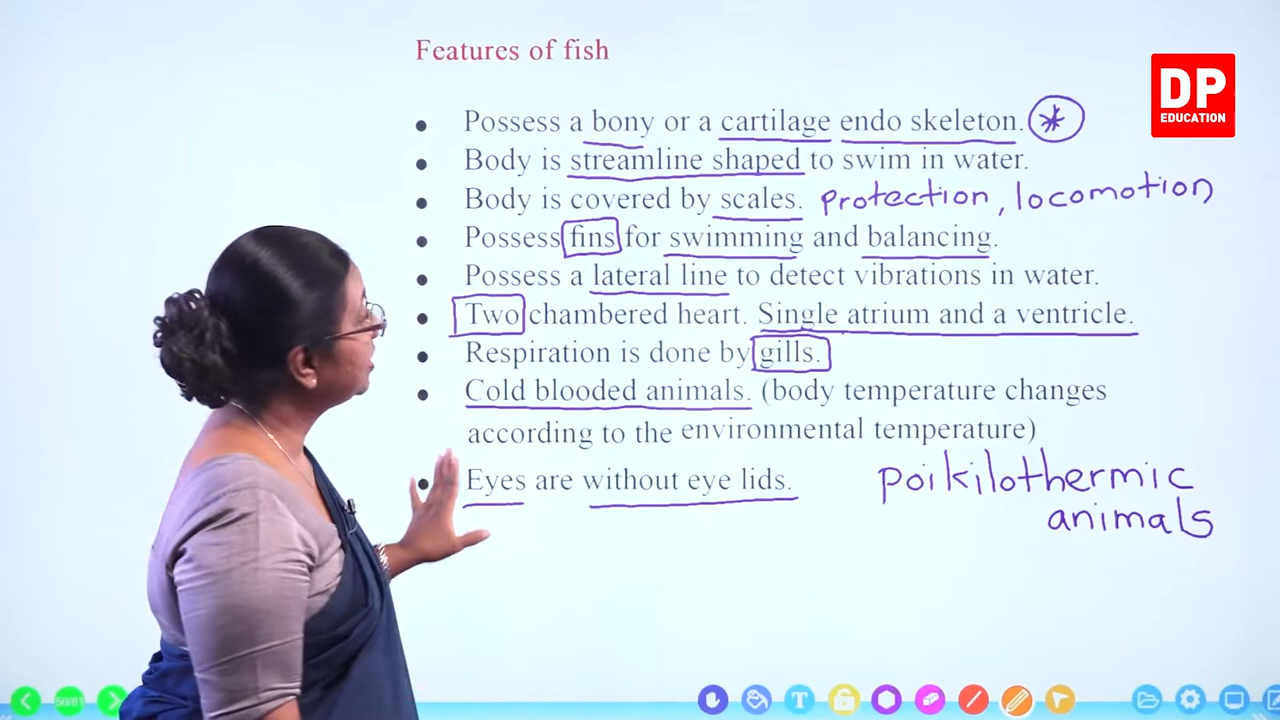 Features of fish
DP
EDUCATION
• Possess a bony or a cartilage endo skeleton. *
• Body is streamline shaped to swim in water.
• Body is covered by scales. protection, locomotion
• Possess fins for swimming and balancing.
• Possess a lateral line to detect vibrations in water.
• Two chambered heart. Single atrium and a ventricle.
• Respiration is done by gills.
• Cold blooded animals. (body temperature changes
according to the environmental temperature)
• Eyes are without eye lids. poikilothermic
animals
50/81